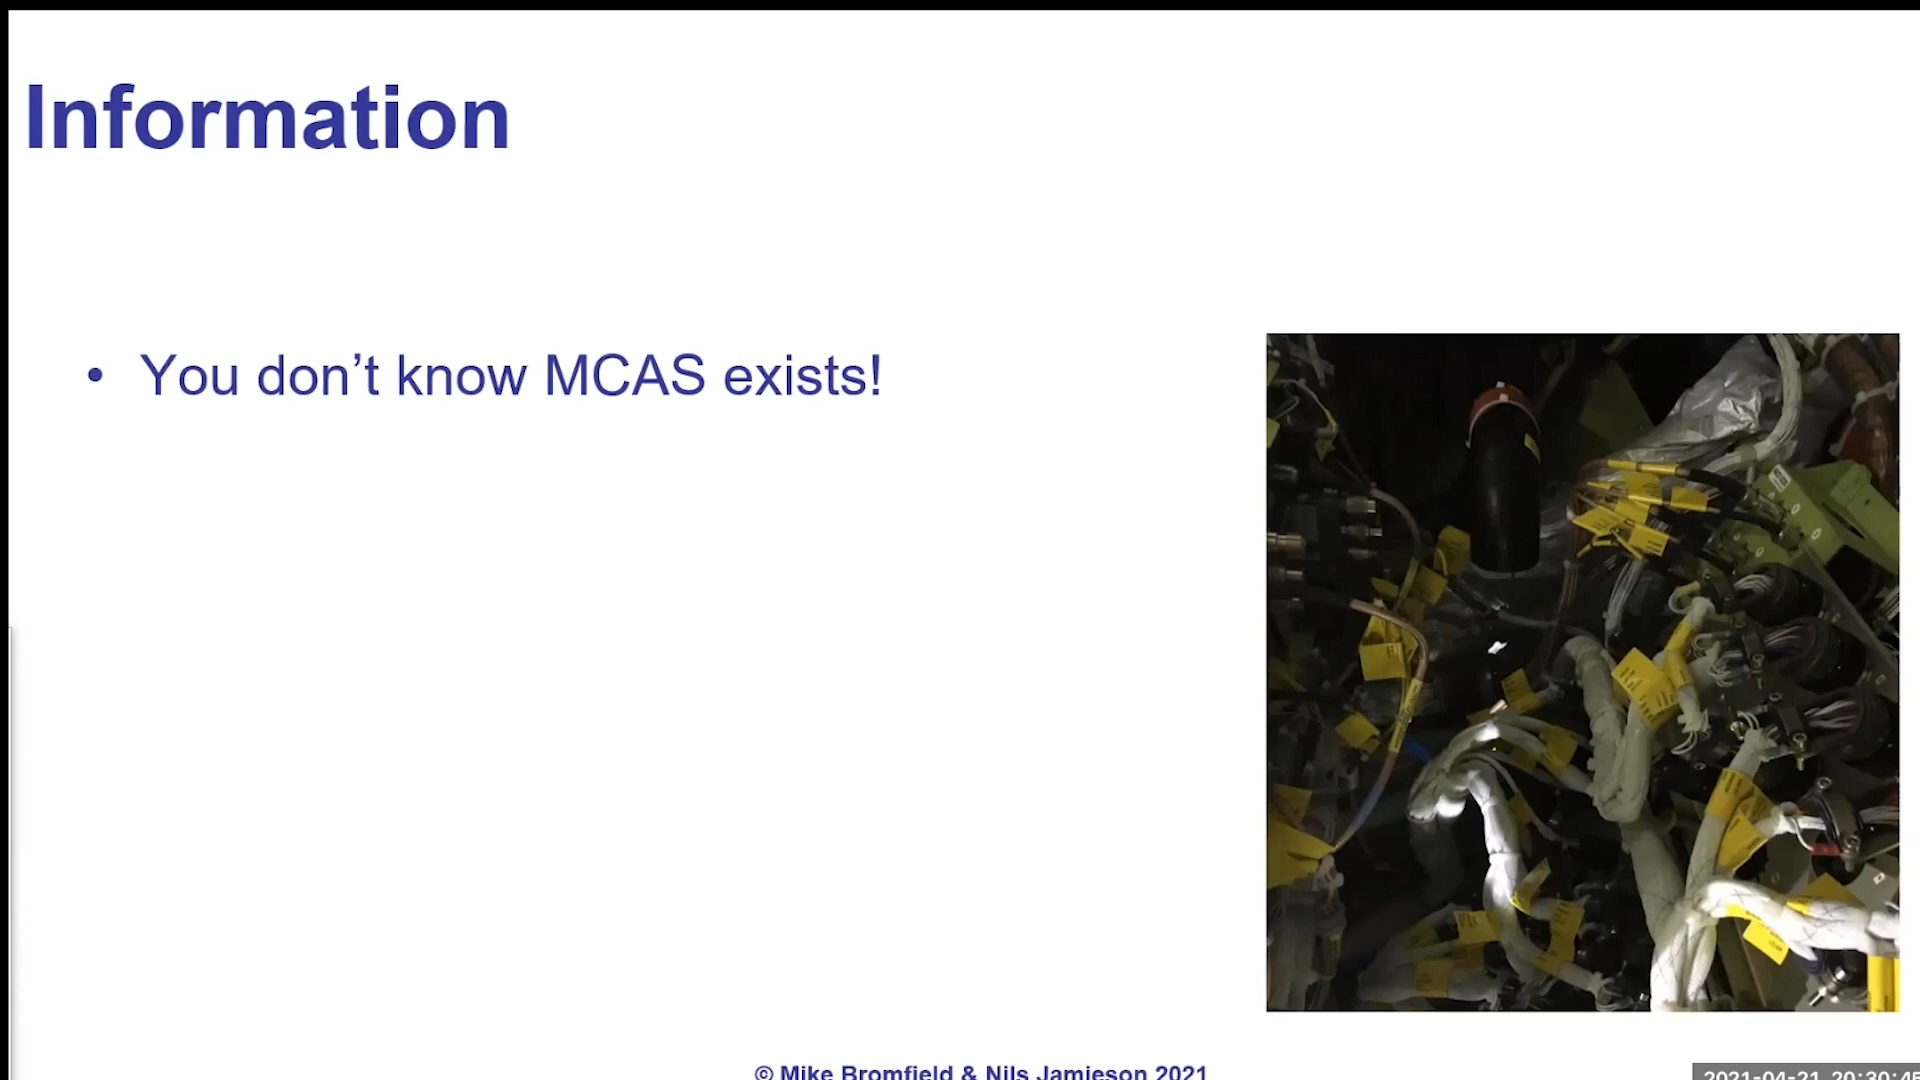 Information
• You don’t know MCAS exists!
© Mike Bromfield & Nils Jamieson 2021
2021-04-21 20:30:45